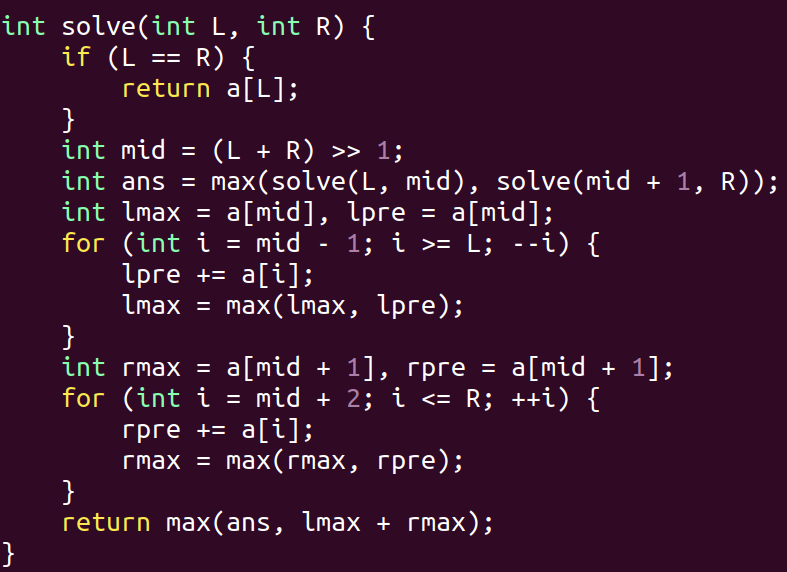 int solve(int L, int R) {
    if (L == R) {
        return a[L];
    }
    int mid = (L + R) >> 1;
    int ans = max(solve(L, mid), solve(mid + 1, R));
    int lmax = a[mid], lpre = a[mid];
    for (int i = mid - 1; i >= L; --i) {
        lpre += a[i];
        lmax = max(lmax, lpre);
    }
    int rmax = a[mid + 1], rpre = a[mid + 1];
    for (int i = mid + 2; i <= R; ++i) {
        rpre += a[i];
        rmax = max(rmax, rpre);
    }
    return max(ans, lmax + rmax);
}